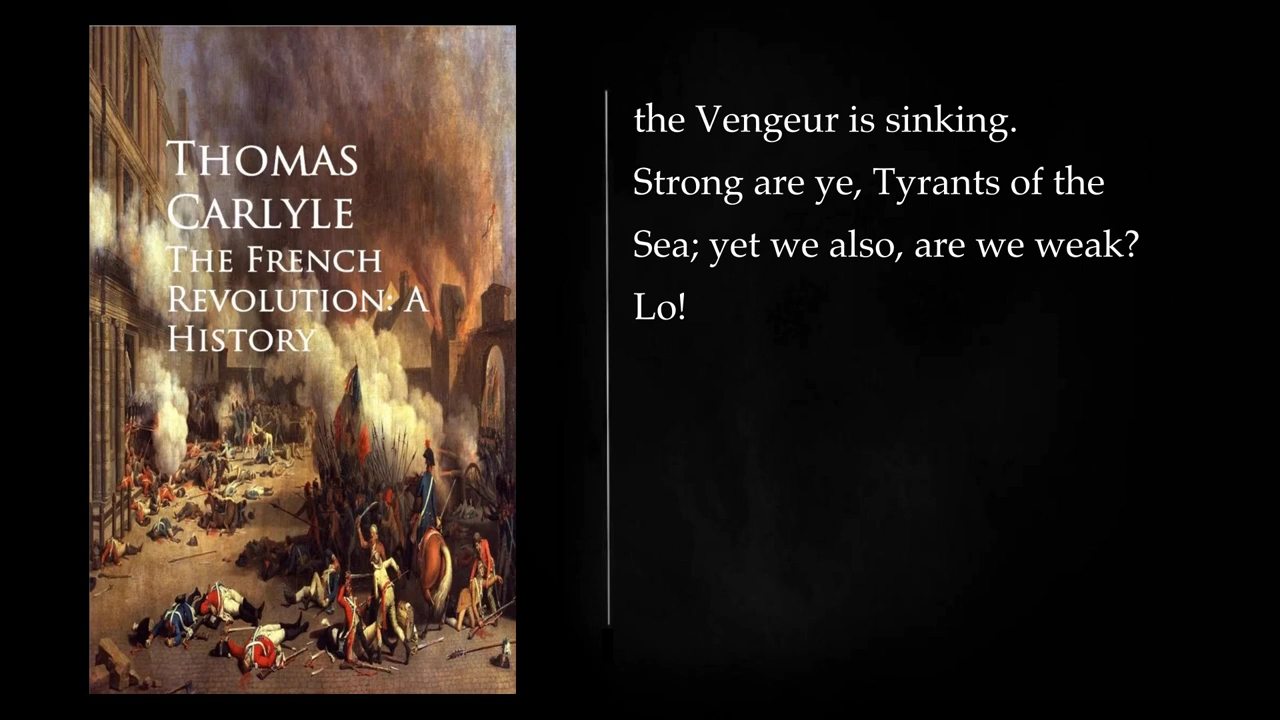 THOMAS
CARLYLE
THE FRENCH
REVOLUTION: A
HISTORY
the Vengeur is sinking.
Strong are ye, Tyrants of the
Sea; yet we also, are we weak?
Lo!